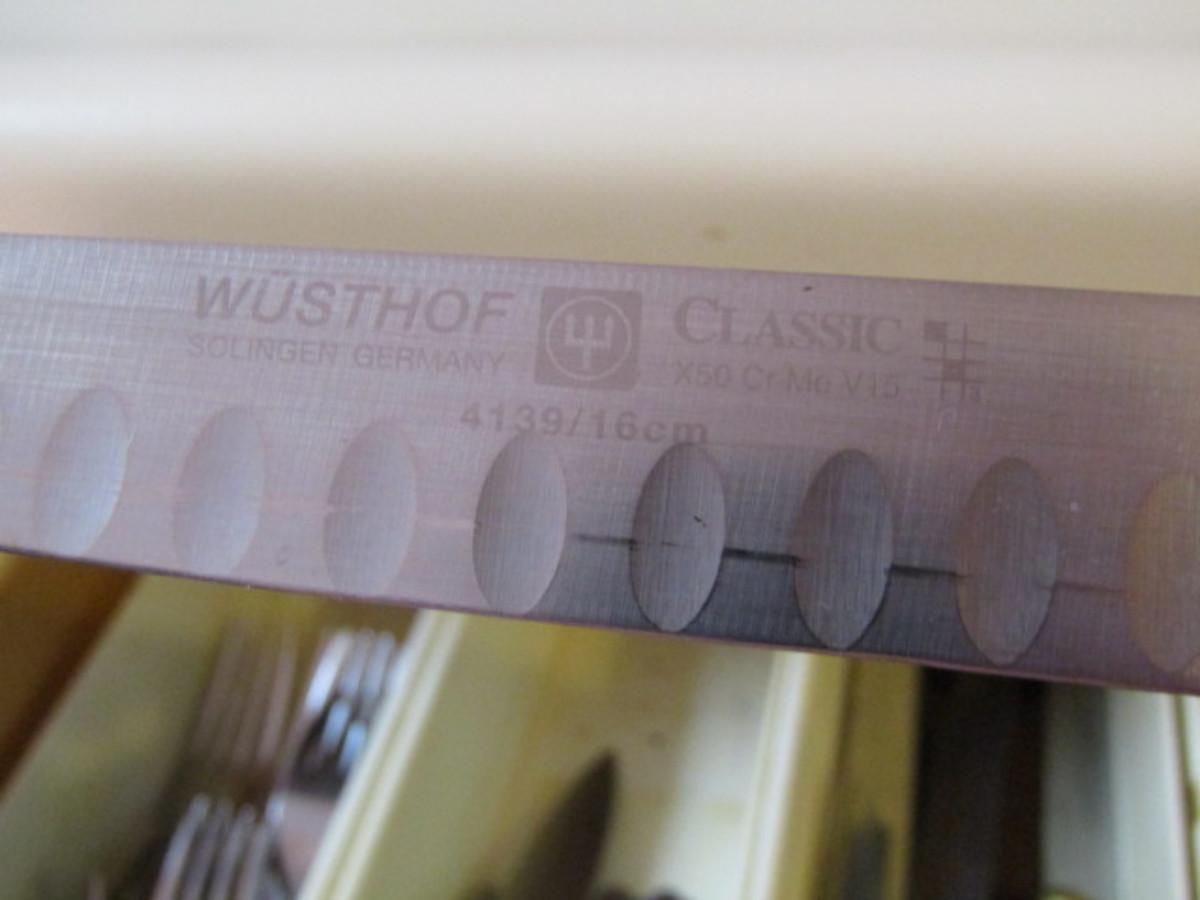 WÜSTHOF CLASSIC
SOLINGEN GERMANY X50 Cr Mo V15
4139/16cm